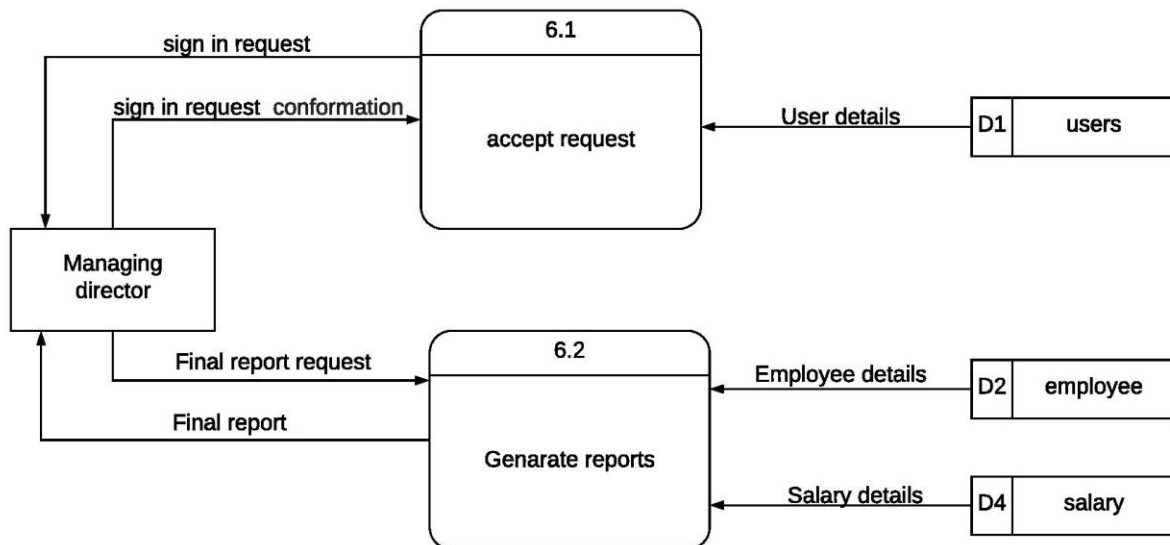 6.1
sign in request
sign in request conformation
accept request
User details
D1 users
Managing
director
6.2
Final report request
Employee details
D2 employee
Final report
Genarate reports
Salary details
D4 salary